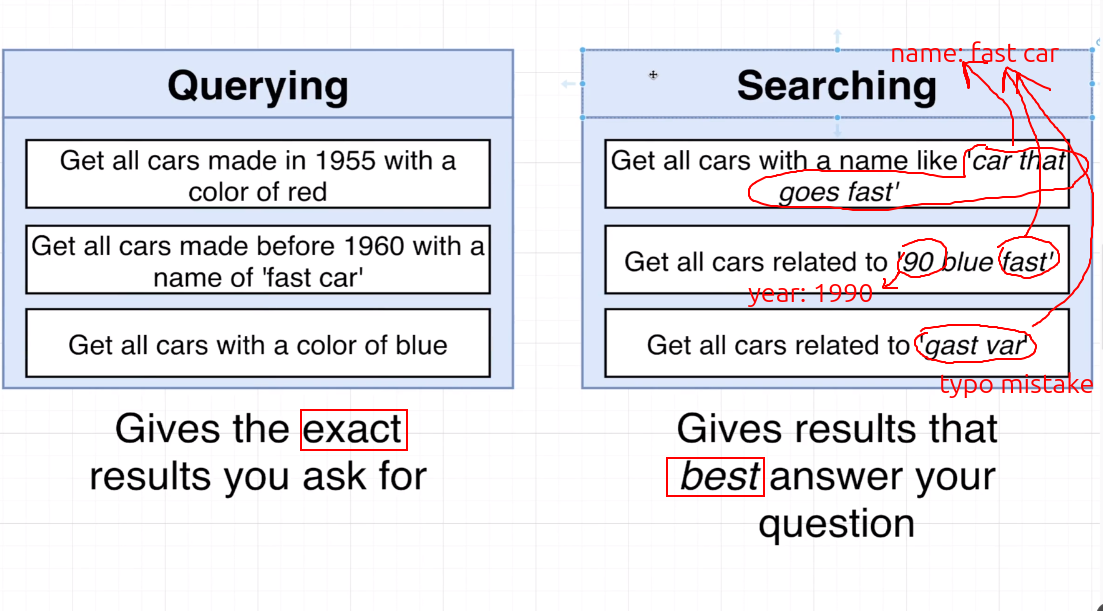 Querying
Get all cars made in 1955 with a
color of red
Get all cars made before 1960 with a
name of 'fast car'
Get all cars with a color of blue
Gives the exact
results you ask for
name: fast car
Searching
Get all cars with a name like 'car that
goes fast'
Get all cars related to '90 blue fast'
year: 1990
Get all cars related to 'gast var'
typo mistake
Gives results that
best answer your
question